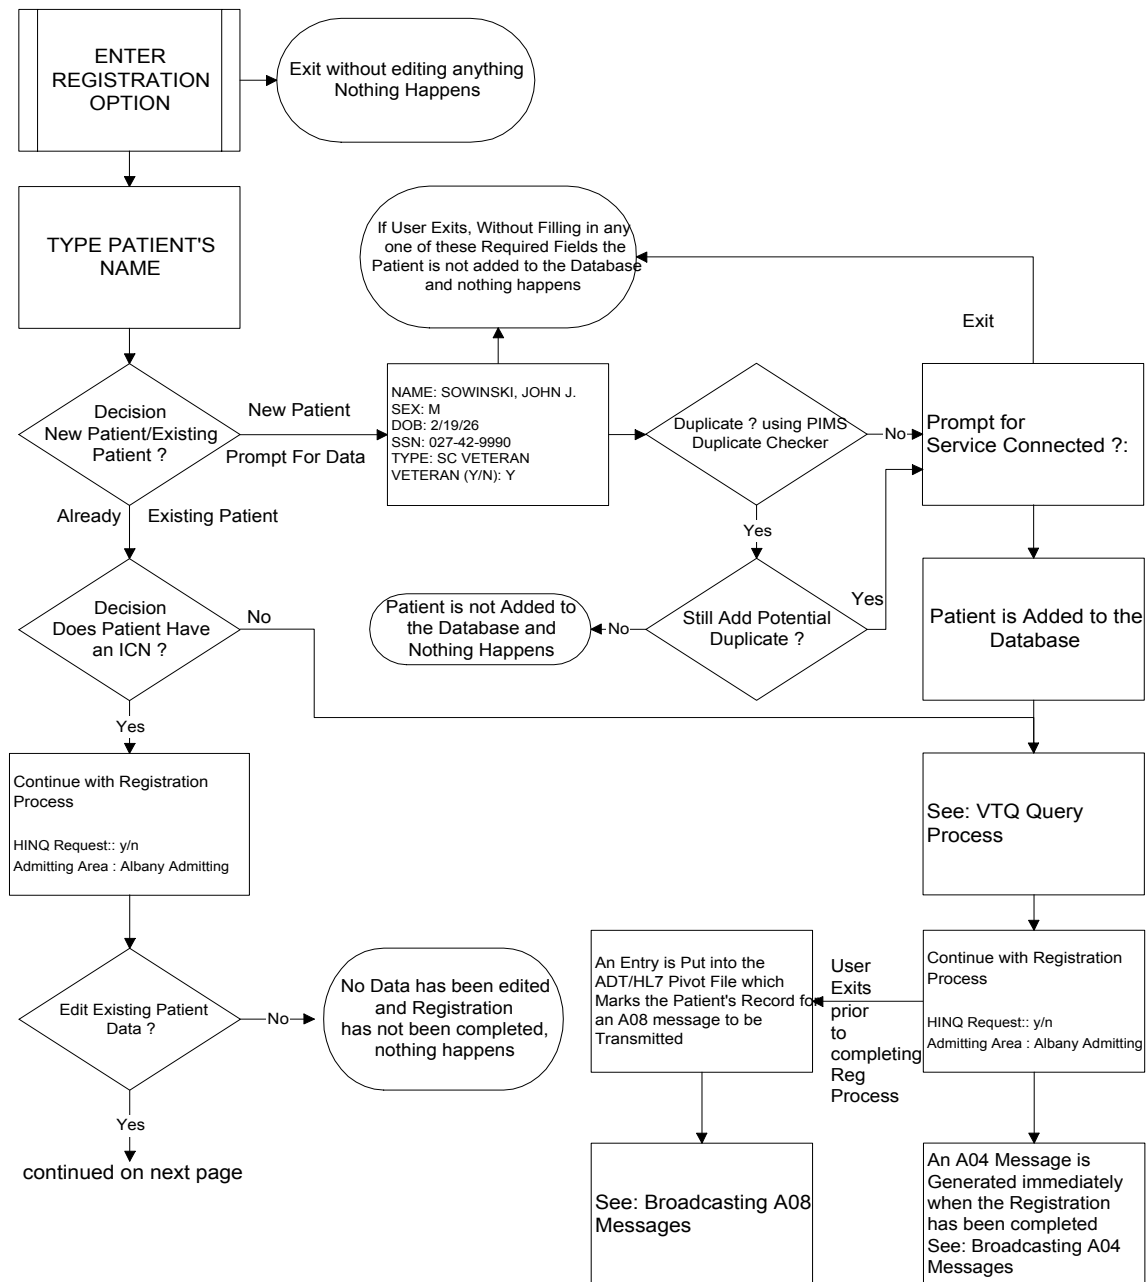 ENTER
REGISTRATION
OPTION
Exit without editing anything
Nothing Happens
TYPE PATIENT'S
NAME
If User Exits, Without Filling in any
one of these Required Fields the
Patient is not added to the Database
and nothing happens
Exit
Decision
New Patient/Existing
Patient ?
New Patient
Prompt For Data
NAME: SOWINSKI, JOHN J.
SEX: M
DOB: 2/19/26
SSN: 027-42-9990
TYPE: SC VETERAN
VETERAN (Y/N): Y
Duplicate ? using PIMS
Duplicate Checker
No
Prompt for
Service Connected ?:
Already
Existing Patient
Yes
Decision
Does Patient Have
an ICN ?
No
Patient is not Added to
the Database and
Nothing Happens
No
Still Add Potential
Duplicate ?
Yes
Patient is Added to the
Database
Yes
Continue with Registration
Process
HINQ Request:: y/n
Admitting Area : Albany Admitting
See: VTQ Query
Process
Edit Existing Patient
Data ?
No
No Data has been edited
and Registration
has not been completed,
nothing happens
An Entry is Put into the
ADT/HL7 Pivot File which
Marks the Patient's Record for
an A08 message to be
Transmitted
User
Exits
prior
to
completing
Reg
Process
Continue with Registration
Process
HINQ Request:: y/n
Admitting Area : Albany Admitting
Yes
continued on next page
See: Broadcasting A08
Messages
An A04 Message is
Generated immediately
when the Registration
has been completed
See: Broadcasting A04
Messages